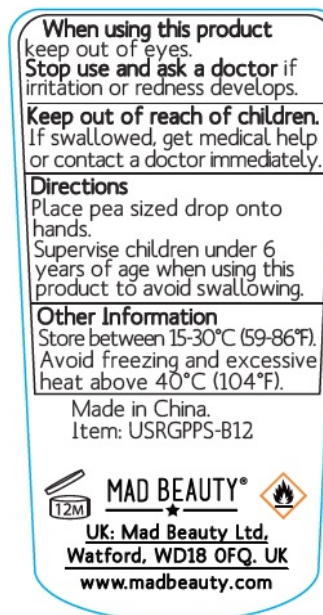 When using this product
keep out of eyes.
Stop use and ask a doctor if
irritation or redness develops.
Keep out of reach of children.
If swallowed, get medical help
or contact a doctor immediately.
Directions
Place pea sized drop onto
hands.
Supervise children under 6
years of age when using this
product to avoid swallowing.
Other Information
Store between 15-30°C (59-86°F).
Avoid freezing and excessive
heat above 40°C (104°F).
Made in China.
Item: USRGPPS-B12
12M
MAD BEAUTY®
UK: Mad Beauty Ltd,
Watford, WD18 0FQ. UK
www.madbeauty.com